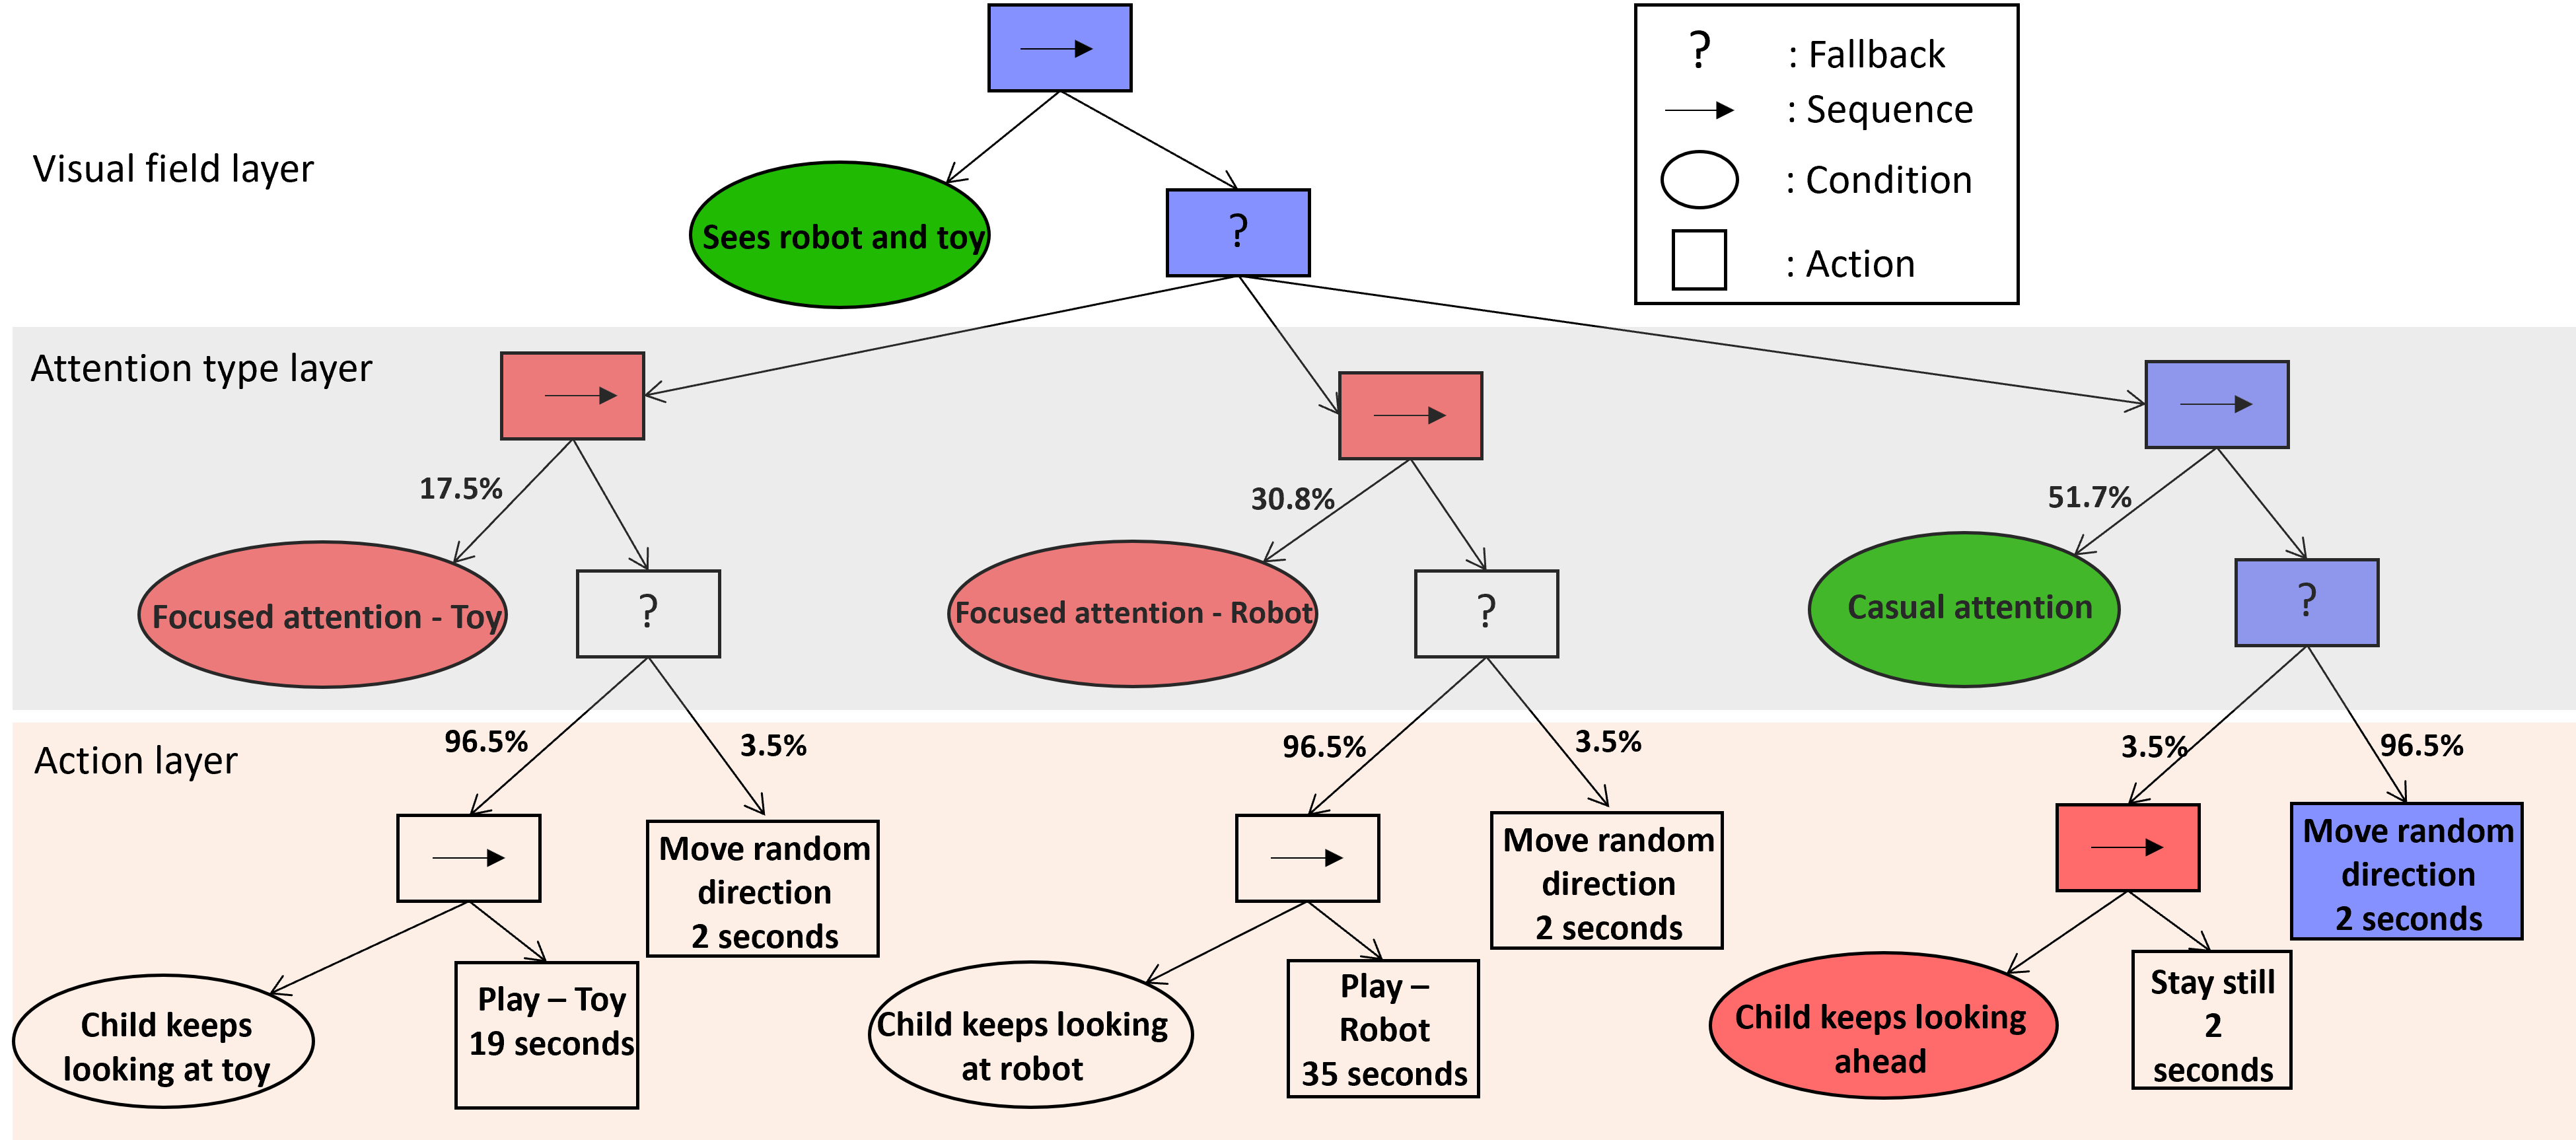 ? : Fallback
: Sequence
: Condition
: Action
Visual field layer
Sees robot and toy
?
Attention type layer
17.5%
30.8%
51.7%
Focused attention - Toy
?
Focused attention - Robot
?
Casual attention
?
Action layer
96.5%
3.5%
96.5%
3.5%
3.5%
96.5%
Move random
direction
2 seconds
Move random
direction
2 seconds
Move random
direction
2 seconds
Child keeps
looking at toy
Play – Toy
19 seconds
Child keeps looking
at robot
Play –
Robot
35 seconds
Child keeps looking
ahead
Stay still
2
seconds